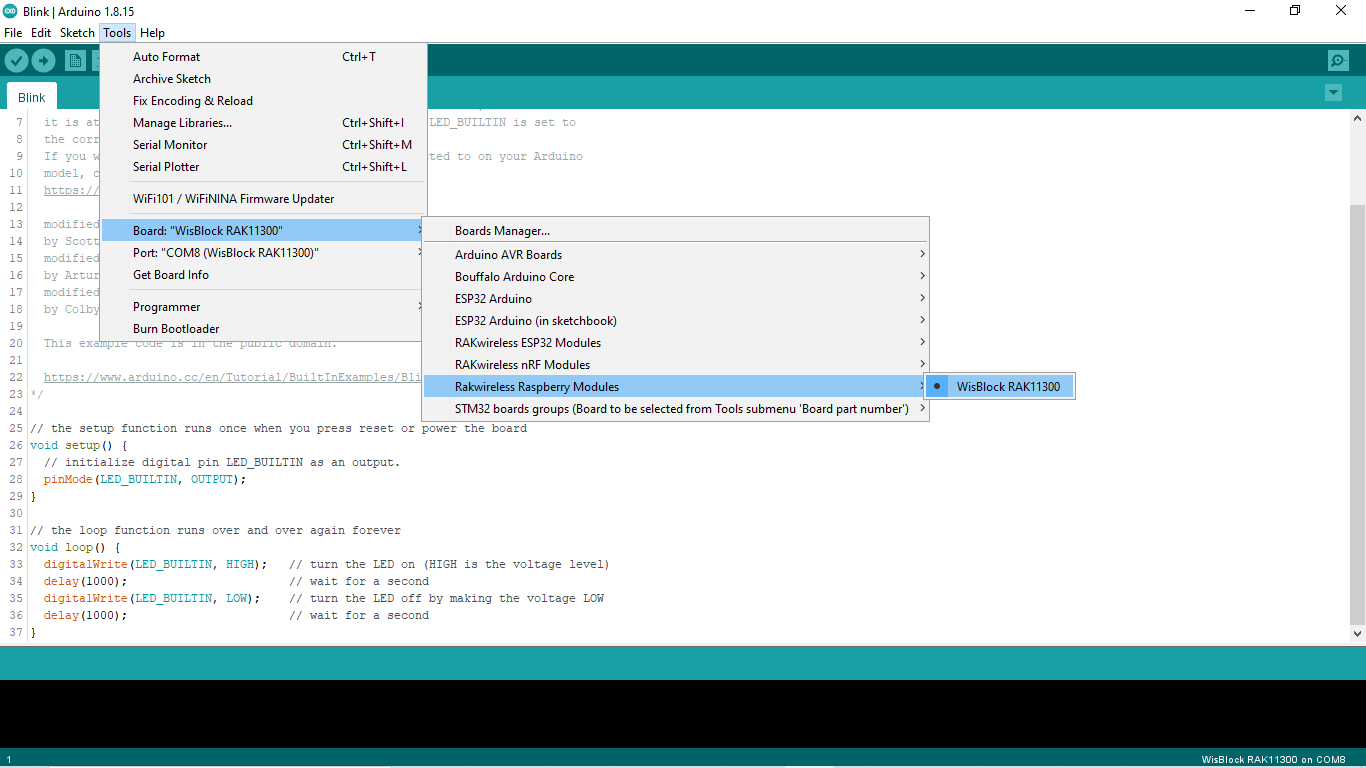 Blink | Arduino 1.8.15
File Edit Sketch Tools Help
Blink
Auto Format Ctrl+T
Archive Sketch
Fix Encoding & Reload
Manage Libraries... Ctrl+Shift+I
Serial Monitor Ctrl+Shift+M
Serial Plotter Ctrl+Shift+L
WiFi101 / WiFiNINA Firmware Updater
Board: "WisBlock RAK11300"
Port: "COM8 (WisBlock RAK11300)"
Get Board Info
Programmer
Burn Bootloader
Boards Manager...
Arduino AVR Boards
Bouffalo Arduino Core
ESP32 Arduino
ESP32 Arduino (in sketchbook)
RAKwireless ESP32 Modules
RAKwireless nRF Modules
Rakwireless Raspberry Modules
STM32 boards groups (Board to be selected from Tools submenu 'Board part number')
WisBlock RAK11300
7 it is at LED_BUILTIN is set to
8 the corr
9 If you w ted to on your Arduino
10 model, c
11 https://
12
13 modified
14 by Scott
15 modified
16 by Artur
17 modified
18 by Colby
19
20 This example code is in the public domain.
21
22 https://www.arduino.cc/en/Tutorial/BuiltInExamples/Bli
23 */
24
25 // the setup function runs once when you press reset or power the board
26 void setup() {
27 // initialize digital pin LED_BUILTIN as an output.
28 pinMode(LED_BUILTIN, OUTPUT);
29 }
30
31 // the loop function runs over and over again forever
32 void loop() {
33 digitalWrite(LED_BUILTIN, HIGH); // turn the LED on (HIGH is the voltage level)
34 delay(1000); // wait for a second
35 digitalWrite(LED_BUILTIN, LOW); // turn the LED off by making the voltage LOW
36 delay(1000); // wait for a second
37 }
1 WisBlock RAK11300 on COM8